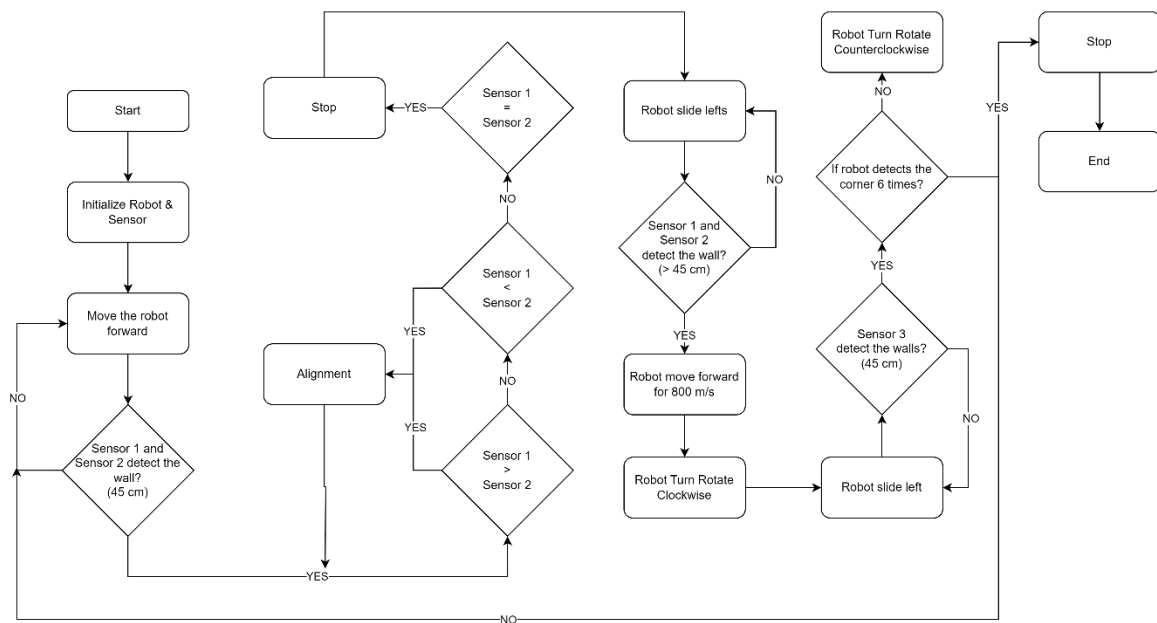 Start
Initialize Robot &
Sensor
Move the robot
forward
NO
Sensor 1 and
Sensor 2 detect the
wall?
(45 cm)
YES
Sensor 1
>
Sensor 2
YES
NO
Alignment
Sensor 1
<
Sensor 2
YES
NO
Sensor 1
=
Sensor 2
YES
Stop
Robot slide lefts
NO
Sensor 1 and
Sensor 2
detect the wall?
(> 45 cm)
YES
Robot move forward
for 800 m/s
Robot Turn Rotate
Clockwise
Robot slide left
NO
Sensor 3
detect the walls?
(45 cm)
YES
If robot detects the
corner 6 times?
NO
Robot Turn Rotate
Counterclockwise
YES
Stop
End
NO